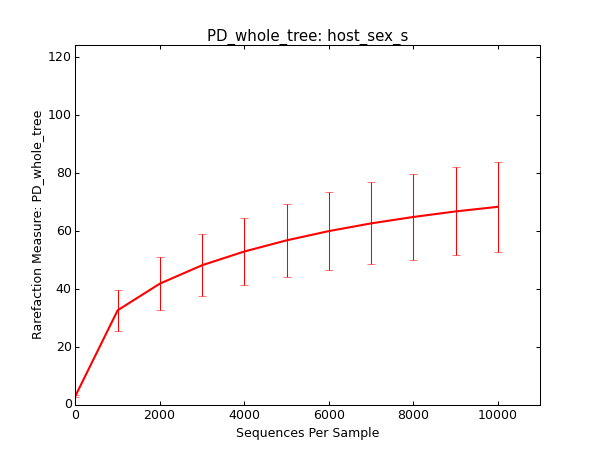 PD_whole_tree: host_sex_s
120
100
80
60
40
20
0
Rarefaction Measure: PD_whole_tree
0 2000 4000 6000 8000 10000
Sequences Per Sample